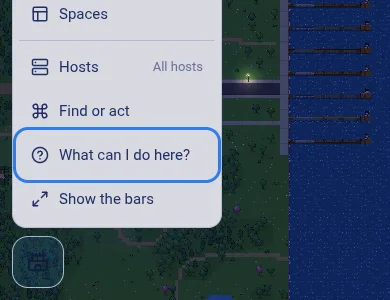 Spaces
Hosts All hosts
Find or act
What can I do here?
Show the bars